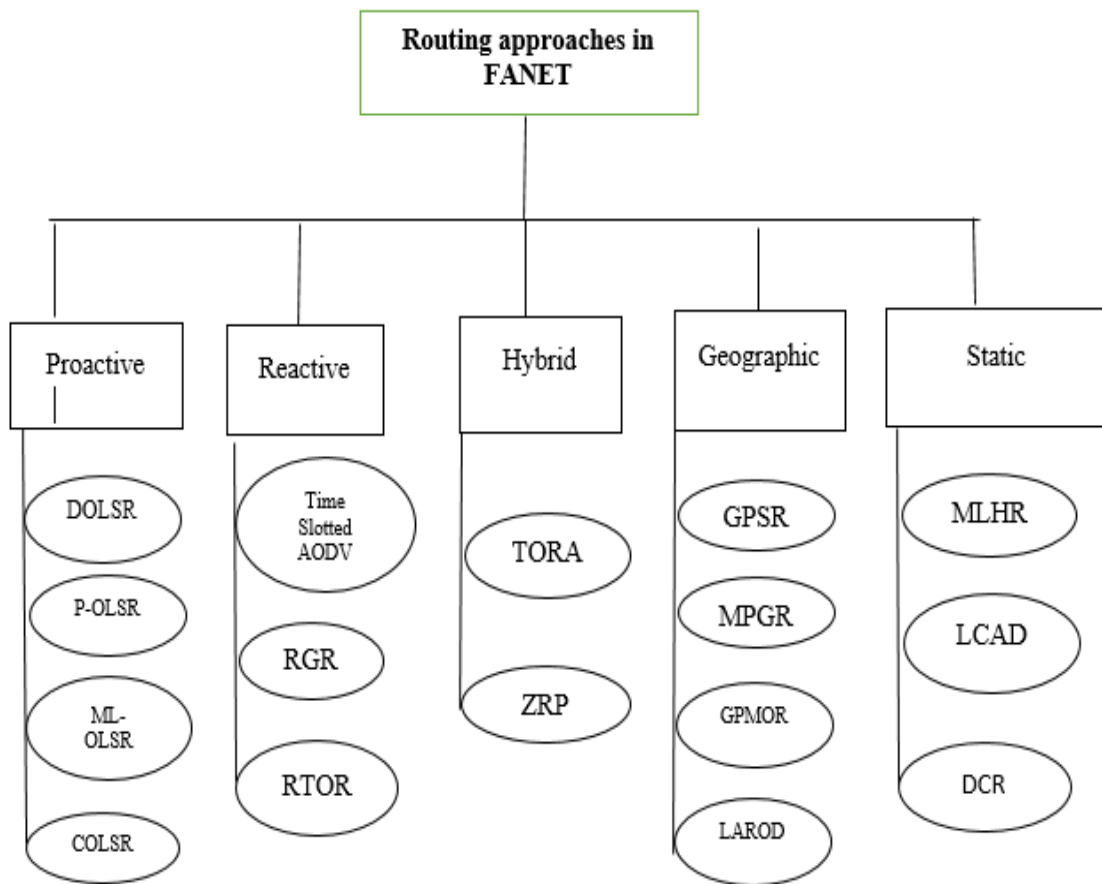 Routing approaches in
FANET
Proactive
Reactive
Hybrid
Geographic
Static
DOLSR
P-OLSR
ML-
OLSR
COLSR
Time
Slotted
AODV
RGR
RTOR
TORA
ZRP
GPSR
MPGR
GPMOR
LAROD
MLHR
LCAD
DCR